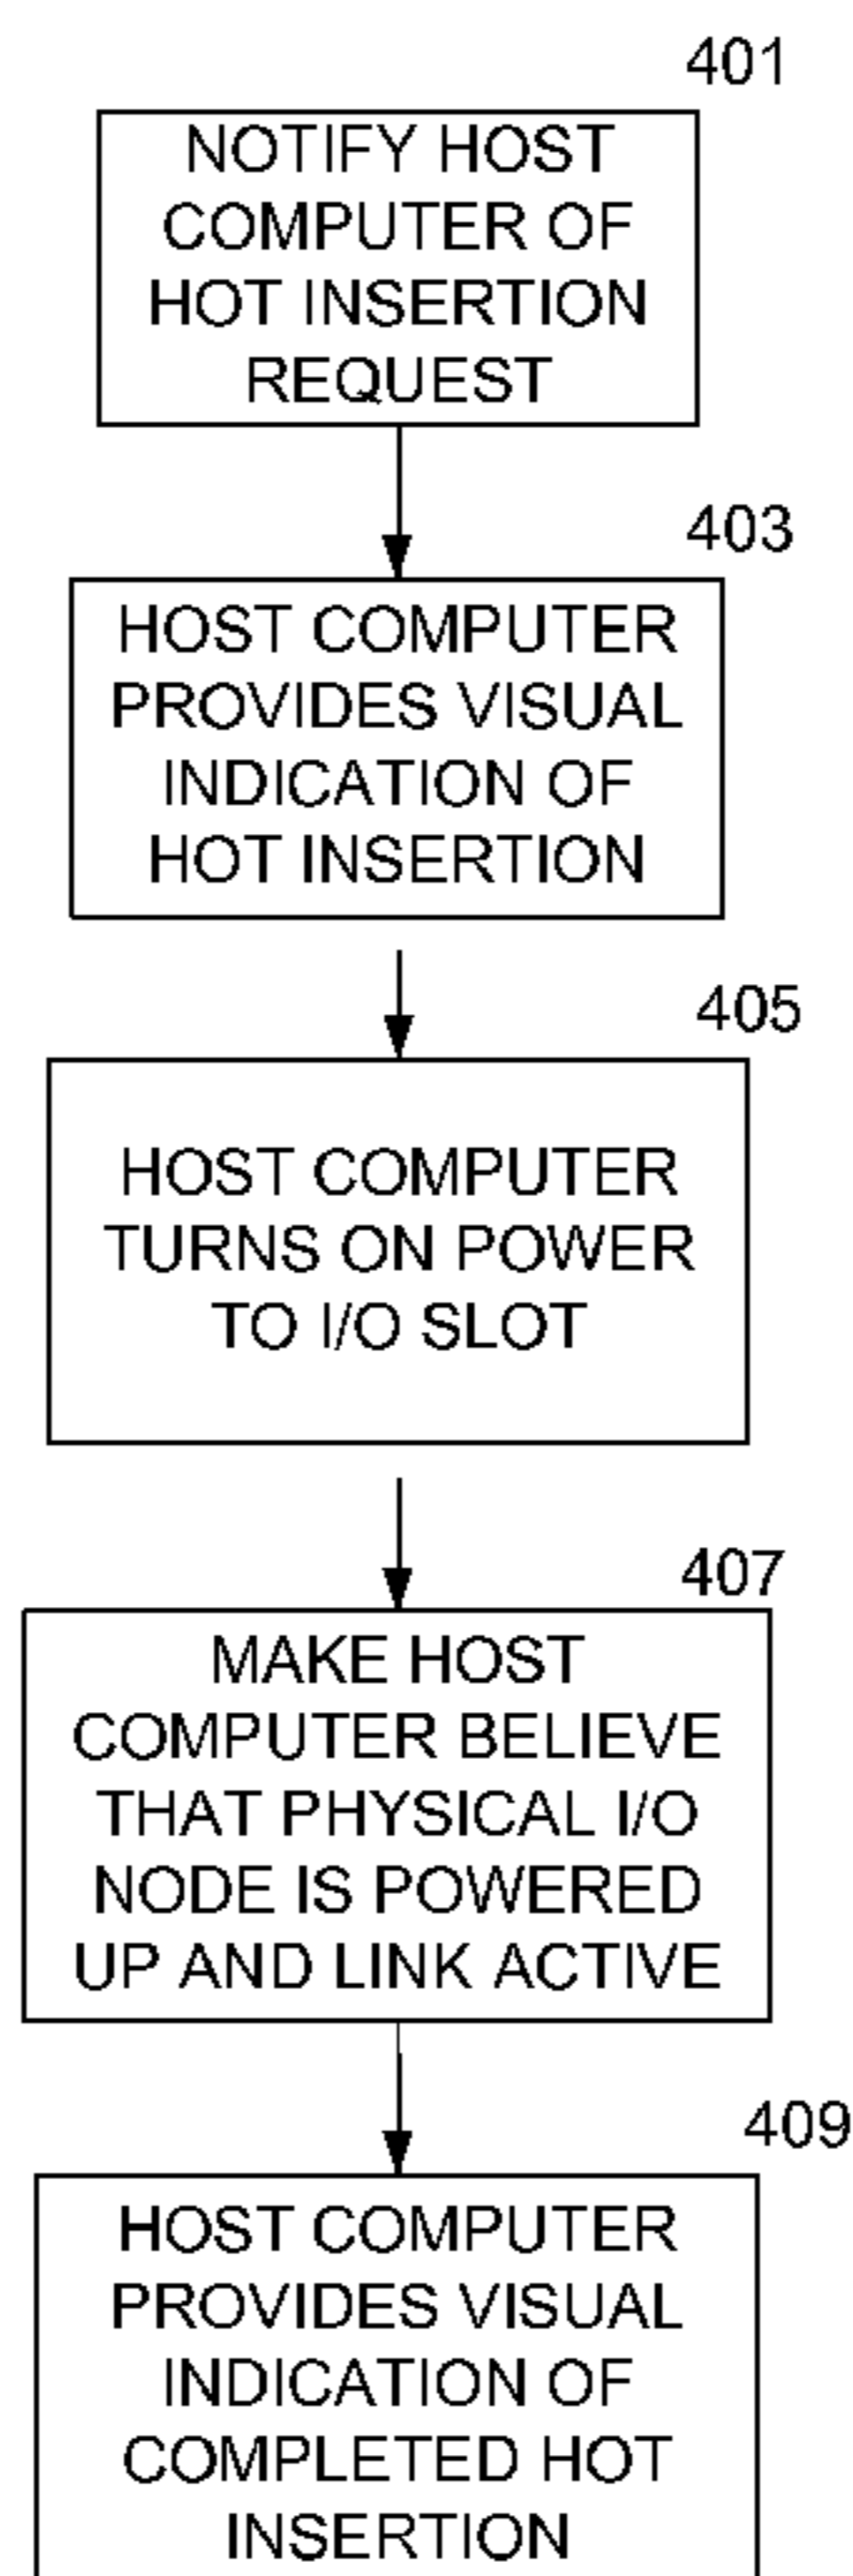 401
NOTIFY HOST
COMPUTER OF
HOT INSERTION
REQUEST
403
HOST COMPUTER
PROVIDES VISUAL
INDICATION OF
HOT INSERTION
405
HOST COMPUTER
TURNS ON POWER
TO I/O SLOT
407
MAKE HOST
COMPUTER BELIEVE
THAT PHYSICAL I/O
NODE IS POWERED
UP AND LINK ACTIVE
409
HOST COMPUTER
PROVIDES VISUAL
INDICATION OF
COMPLETED HOT
INSERTION